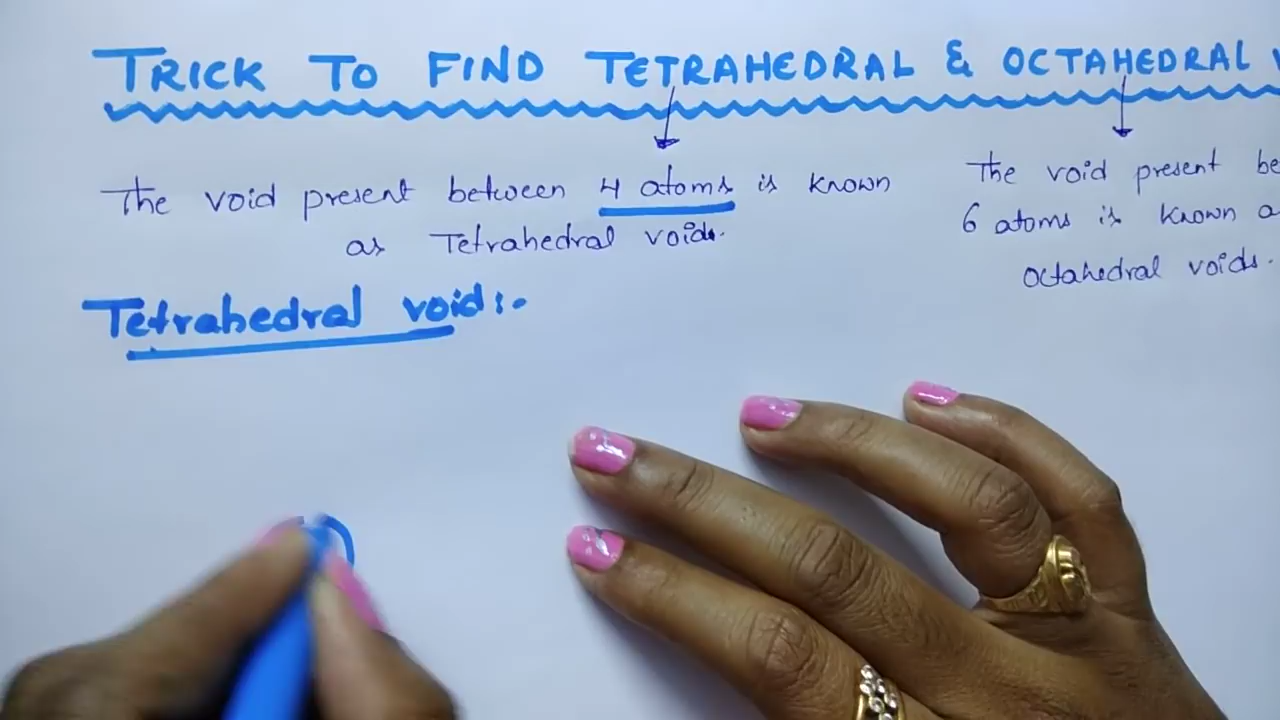 TRICK TO FIND TETRAHEDRAL & OCTAHEDRAL
The void present between 4 atoms is known
as Tetrahedral voids.
The void present
6 atoms is known
octahedral voids.
Tetrahedral void:-